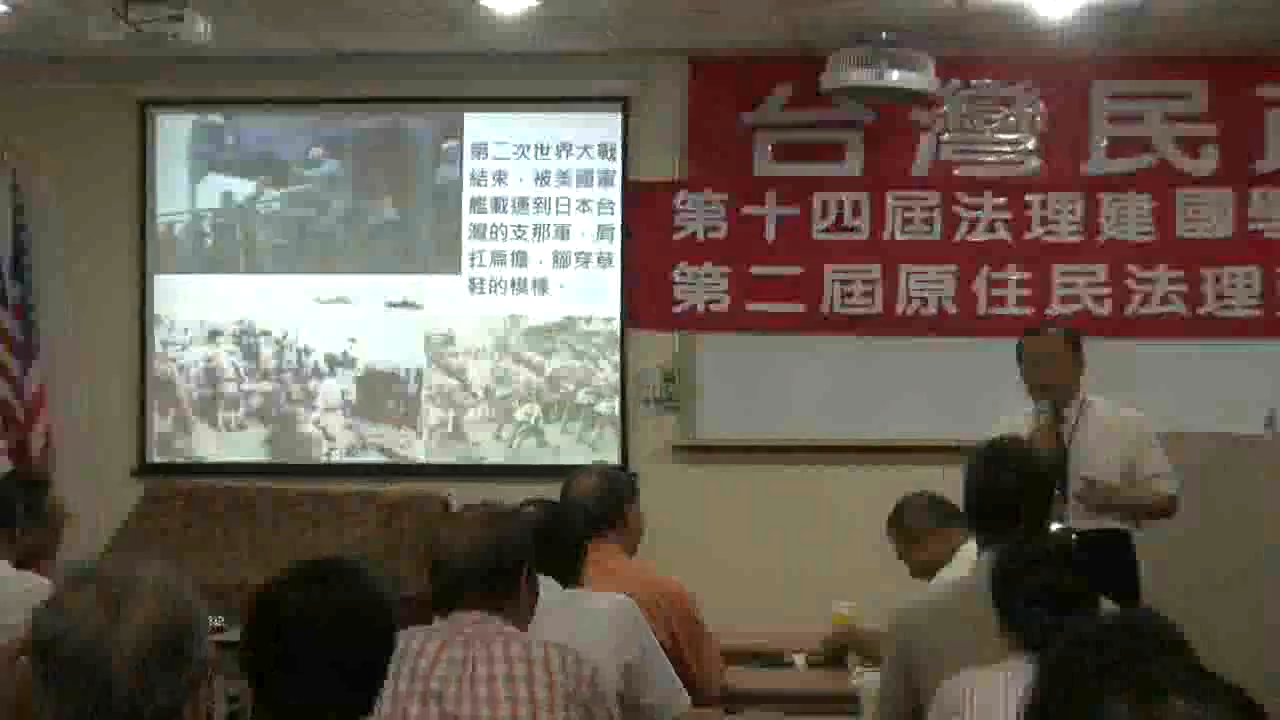 第二次世界大戰
結束，被美國軍
艦載運到日本台
灣的支那軍，肩
扛扁擔，腳穿草
鞋的模樣。
台灣民政
第十四屆法理建國學
第二屆原住民法理